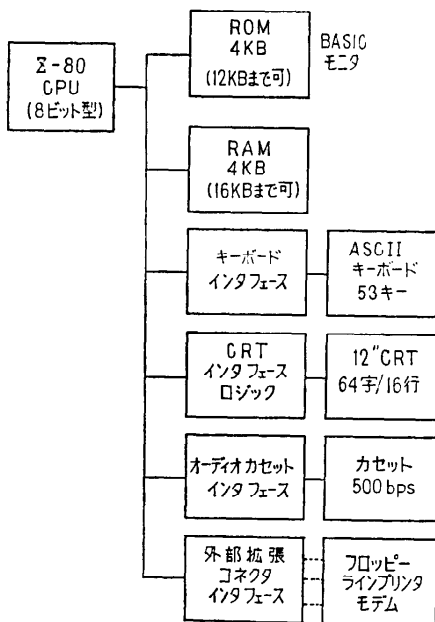 Z-80
CPU
(8ビット型)
ROM
4KB
(12KBまで可)
BASIC
モニタ
RAM
4KB
(16KBまで可)
キーボード
インタフェース
ASCII
キーボード
53キー
CRT
インタフェース
ロジック
12"CRT
64字/16行
オーディオカセット
インタフェース
カセット
500bps
外部拡張
コネクタ
インタフェース
フロッピー
ラインプリンタ
モデム